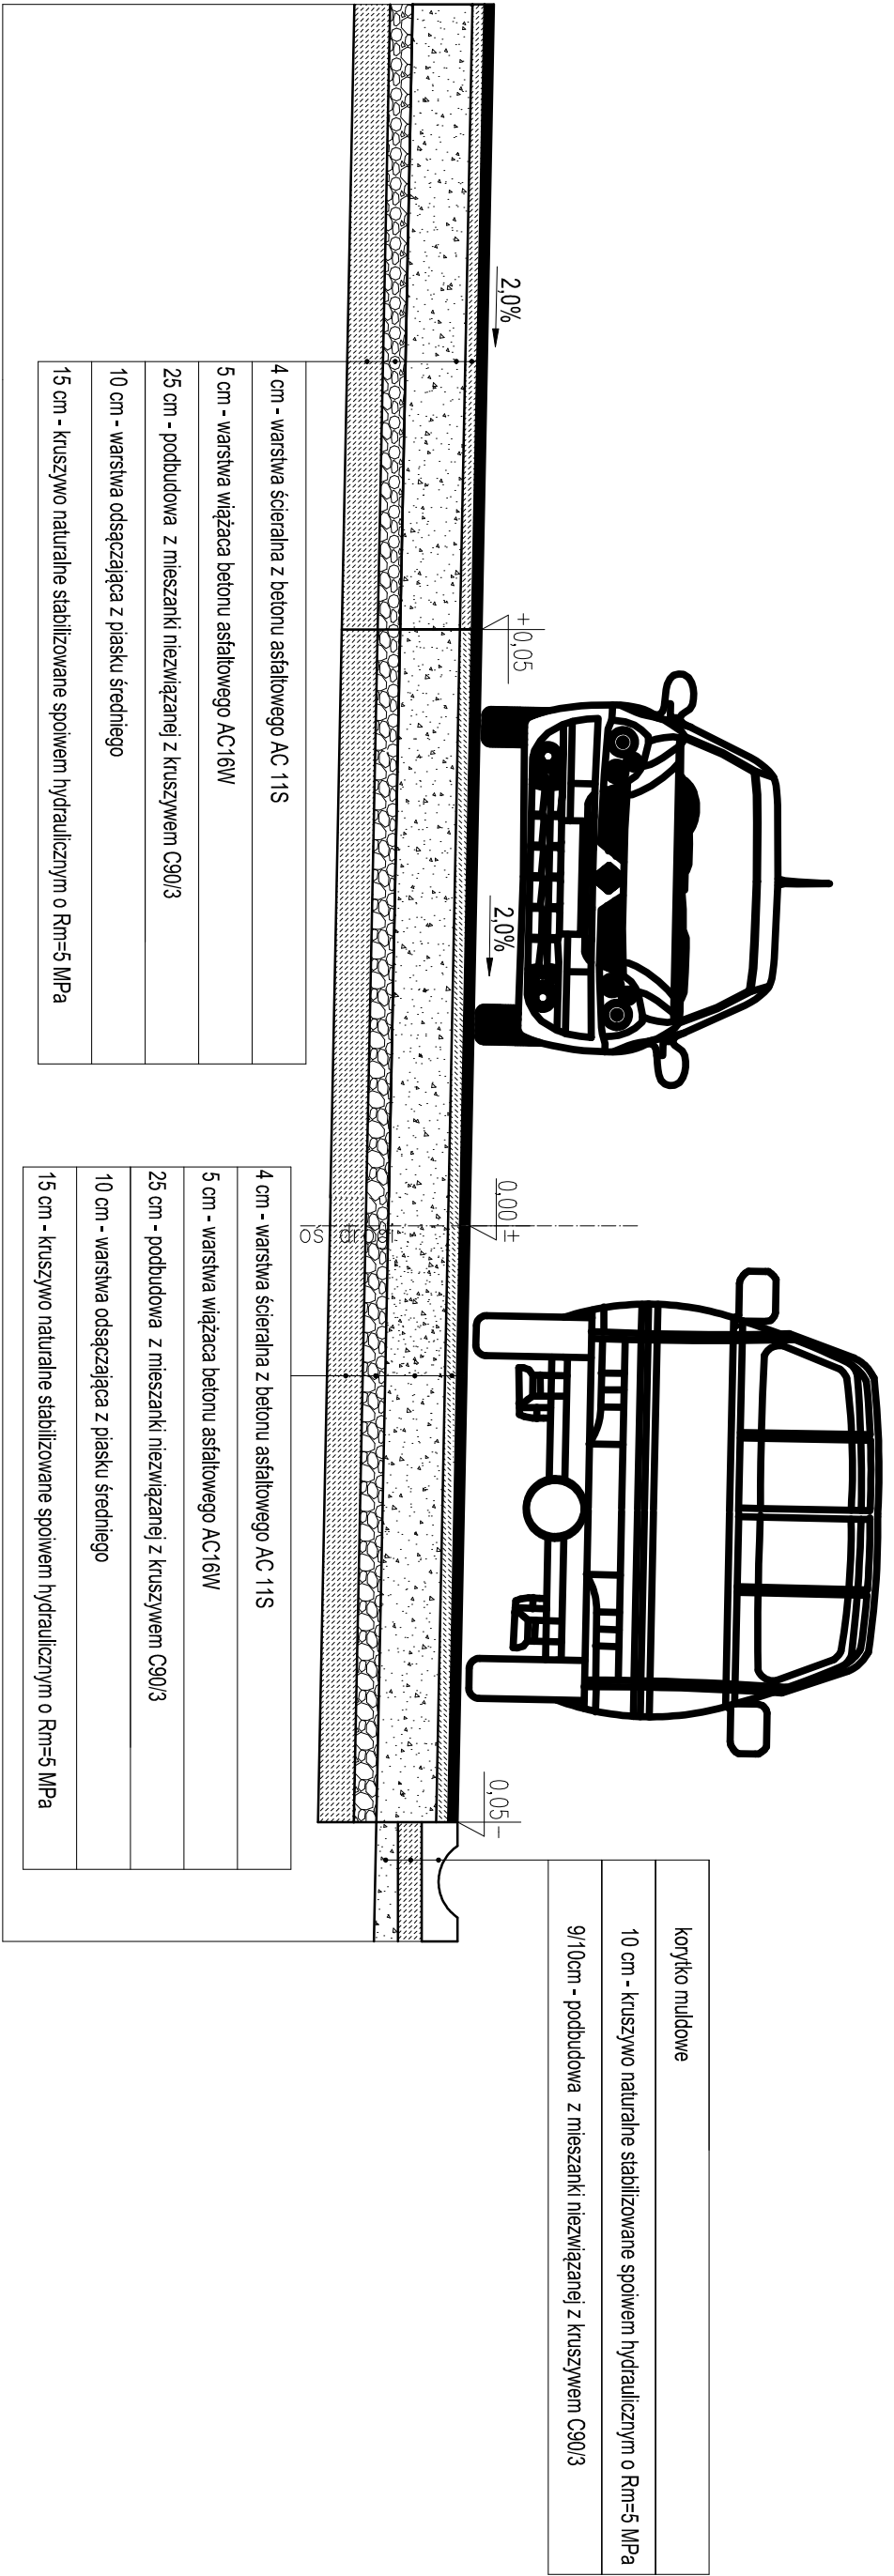 2,0%
+0,05
2,0%
0,00 ±
oś drogi
0,05 –
4 cm - warstwa ścieralna z betonu asfaltowego AC 11S
5 cm - warstwa wiążaca betonu asfaltowego AC16W
25 cm - podbudowa z mieszanki niezwiązanej z kruszywem C90/3
10 cm - warstwa odsączająca z piasku średniego
15 cm - kruszywo naturalne stabilizowane spoiwem hydraulicznym o Rm=5 MPa
4 cm - warstwa ścieralna z betonu asfaltowego AC 11S
5 cm - warstwa wiążaca betonu asfaltowego AC16W
25 cm - podbudowa z mieszanki niezwiązanej z kruszywem C90/3
10 cm - warstwa odsączająca z piasku średniego
15 cm - kruszywo naturalne stabilizowane spoiwem hydraulicznym o Rm=5 MPa
korytko muldowe
10 cm - kruszywo naturalne stabilizowane spoiwem hydraulicznym o Rm=5 MPa
9/10cm - podbudowa z mieszanki niezwiązanej z kruszywem C90/3